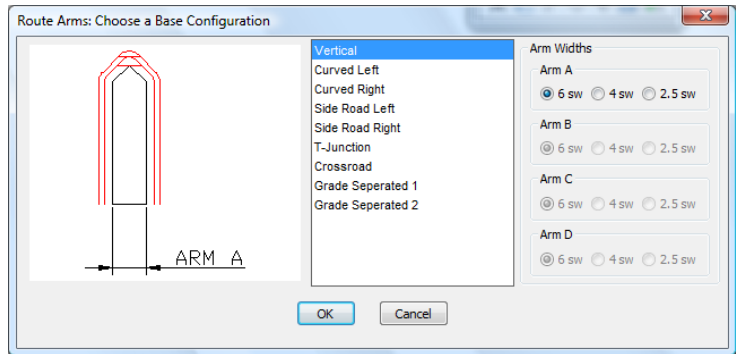 Route Arms: Choose a Base Configuration
ARM A
Vertical
Curved Left
Curved Right
Side Road Left
Side Road Right
T-Junction
Crossroad
Grade Seperated 1
Grade Seperated 2
Arm Widths
Arm A
6 sw 4 sw 2.5 sw
Arm B
6 sw 4 sw 2.5 sw
Arm C
6 sw 4 sw 2.5 sw
Arm D
6 sw 4 sw 2.5 sw
OK Cancel